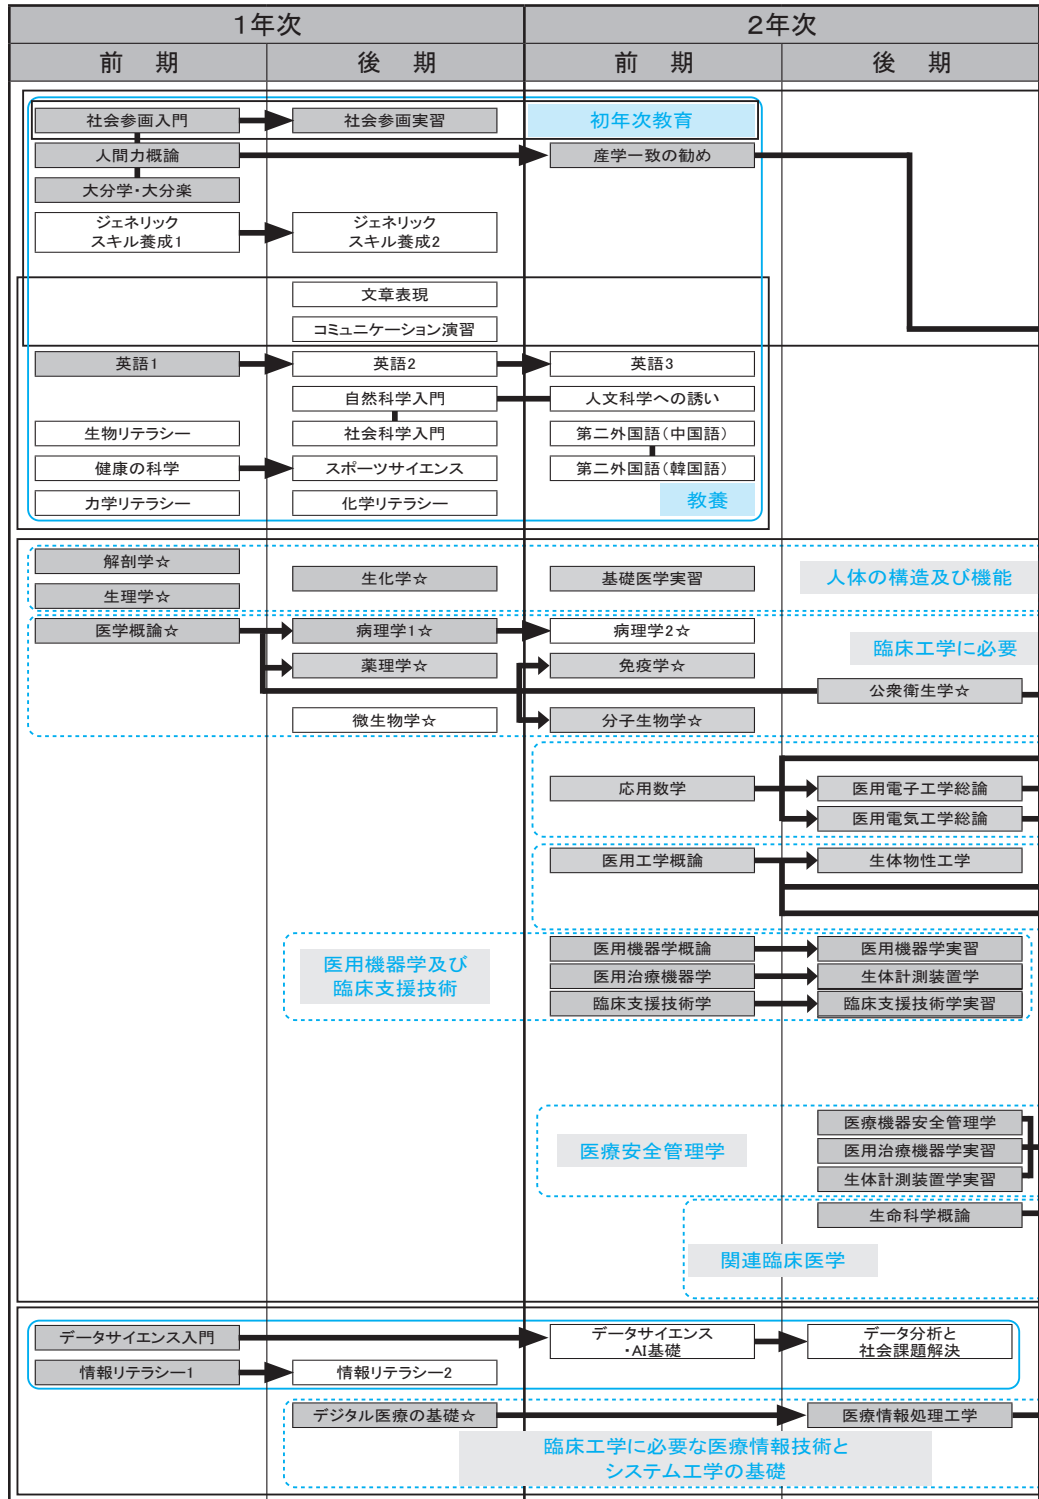 1年次
2年次
前 期
後 期
前 期
後 期
社会参画入門
社会参画実習
初年次教育
人間力概論
産学一致の勧め
大分学・大分楽
ジェネリック
スキル養成1
ジェネリック
スキル養成2
文章表現
コミュニケーション演習
英語1
英語2
英語3
自然科学入門
人文科学への誘い
生物リテラシー
社会科学入門
第二外国語(中国語)
健康の科学
スポーツサイエンス
第二外国語(韓国語)
力学リテラシー
化学リテラシー
教養
解剖学☆
生化学☆
基礎医学実習
人体の構造及び機能
生理学☆
医学概論☆
病理学1☆
病理学2☆
臨床工学に必要
薬理学☆
免疫学☆
公衆衛生学☆
微生物学☆
分子生物学☆
応用数学
医用電子工学総論
医用電気工学総論
医用工学概論
生体物性工学
医用機器学及び
臨床支援技術
医用機器学概論
医用機器学実習
医用治療機器学
生体計測装置学
臨床支援技術学
臨床支援技術学実習
医療安全管理学
医療機器安全管理学
医用治療機器学実習
生体計測装置学実習
生命科学概論
関連臨床医学
データサイエンス入門
データサイエンス
・AI基礎
データ分析と
社会課題解決
情報リテラシー1
情報リテラシー2
デジタル医療の基礎☆
医療情報処理工学
臨床工学に必要な医療情報技術と
システム工学の基礎